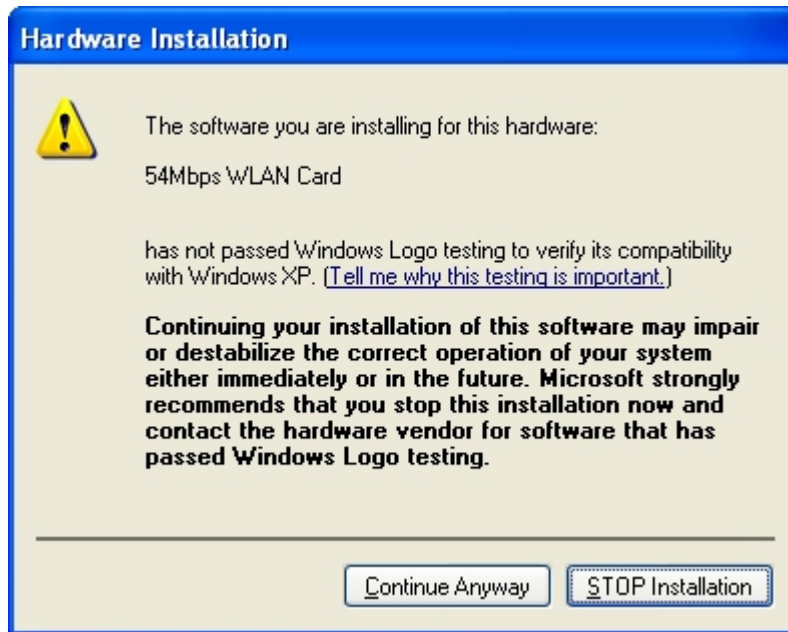 Hardware Installation
The software you are installing for this hardware:
54Mbps WLAN Card
has not passed Windows Logo testing to verify its compatibility
with Windows XP. (Tell me why this testing is important.)
Continuing your installation of this software may impair
or destabilize the correct operation of your system
either immediately or in the future. Microsoft strongly
recommends that you stop this installation now and
contact the hardware vendor for software that has
passed Windows Logo testing.
Continue Anyway
STOP Installation